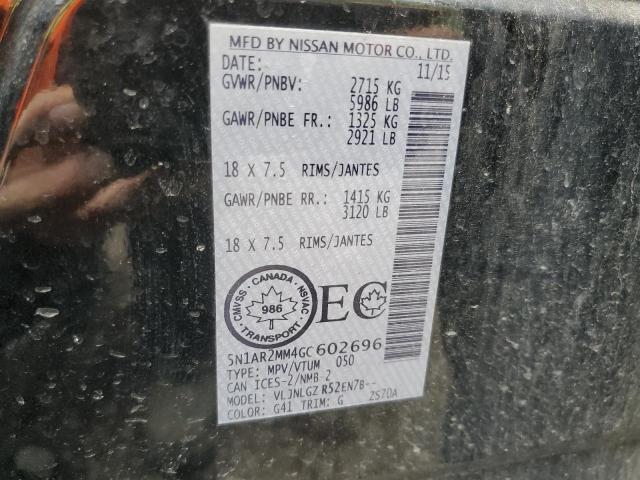 MFD BY NISSAN MOTOR CO., LTD.
DATE: 11/15
GVWR/PNBV: 2715 KG
5986 LB
GAWR/PNBE FR.: 1325 KG
2921 LB
18 X 7.5 RIMS/JANTES
GAWR/PNBE RR.: 1415 KG
3120 LB
18 X 7.5 RIMS/JANTES
CMVSS · CANADA · NSVAC · TRANSPORT ·
986
EC
5N1AR2MM4GC602696
TYPE: MPV/VTUM 050
CAN ICES-2/NMB-2
MODEL: VLJNLGZ R52EN7B--
COLOR: G41 TRIM: G 2S70A